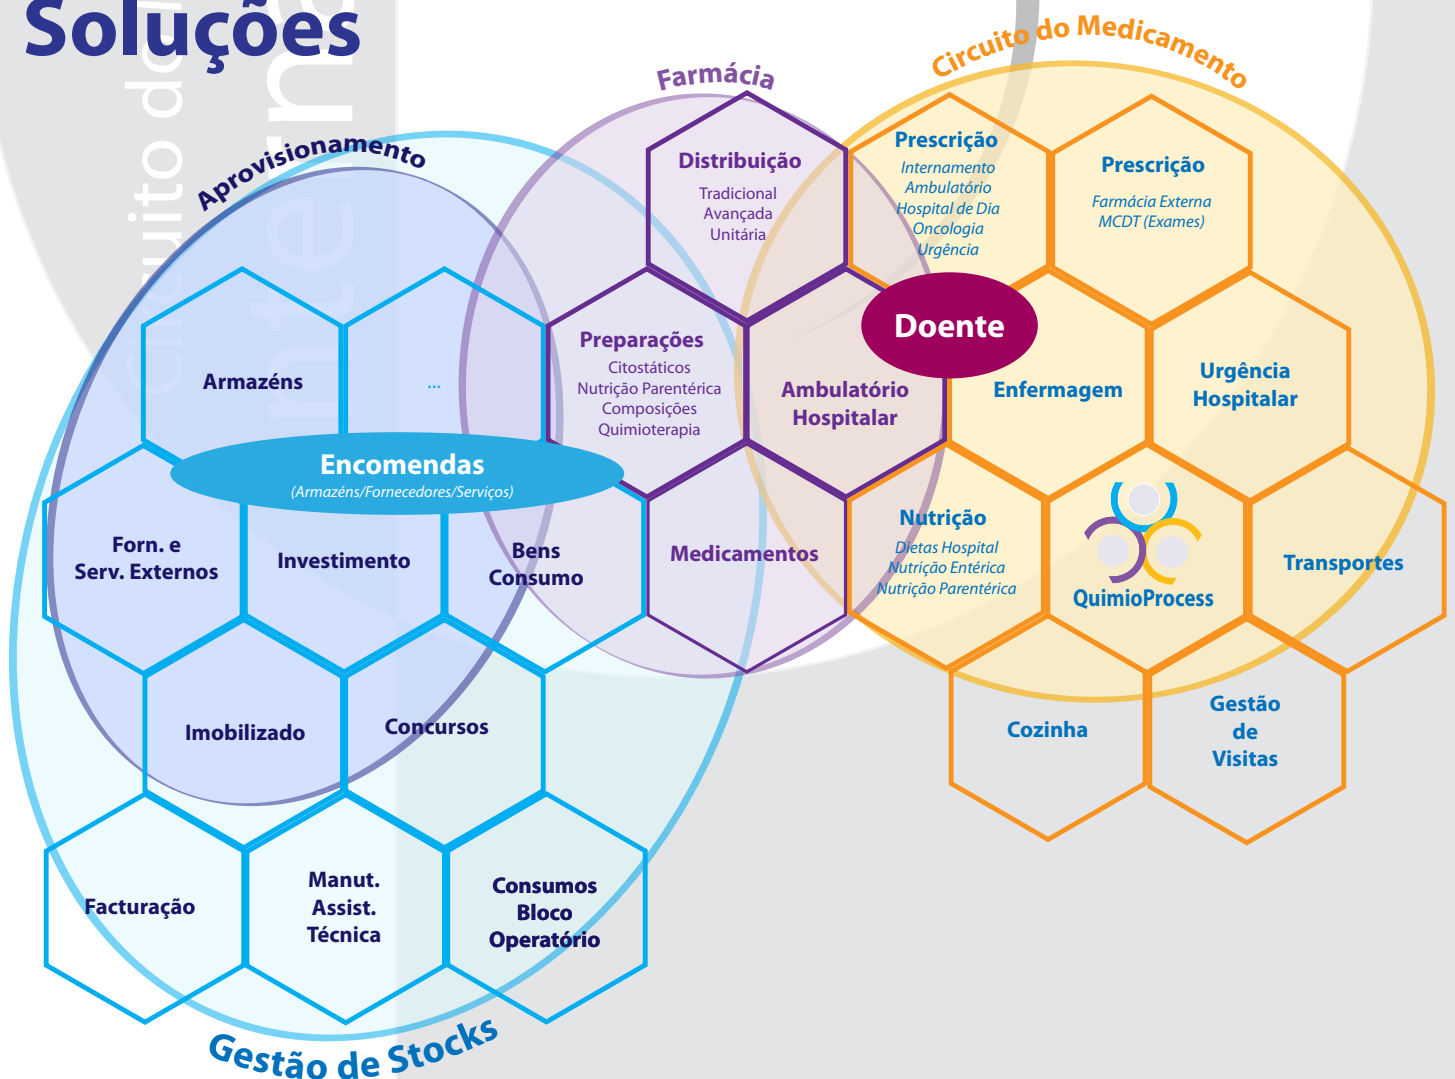 Soluções
Circuito do
nterna
Aprovisionamento
Farmácia
Circuito do Medicamento
Distribuição
Tradicional
Avançada
Unitária
Prescrição
Internamento
Ambulatório
Hospital de Dia
Oncologia
Urgência
Prescrição
Farmácia Externa
MCDT (Exames)
Doente
Armazéns
...
Preparações
Citostáticos
Nutrição Parentérica
Composições
Quimioterapia
Ambulatório
Hospitalar
Enfermagem
Urgência
Hospitalar
Encomendas
(Armazéns/Fornecedores/Serviços)
Forn. e
Serv. Externos
Investimento
Bens
Consumo
Medicamentos
Nutrição
Dietas Hospital
Nutrição Entérica
Nutrição Parentérica
QuimioProcess
Transportes
Imobilizado
Concursos
Cozinha
Gestão
de
Visitas
Facturação
Manut.
Assist.
Técnica
Consumos
Bloco
Operatório
Gestão de Stocks